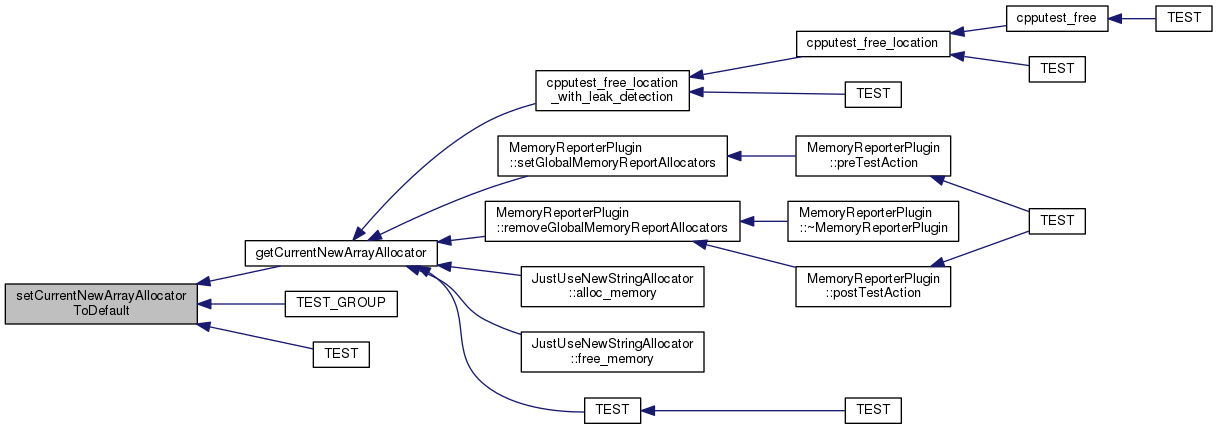 cpputest_free
TEST
cpputest_free_location
TEST
cpputest_free_location
_with_leak_detection
TEST
MemoryReporterPlugin
::setGlobalMemoryReportAllocators
MemoryReporterPlugin
::preTestAction
MemoryReporterPlugin
::removeGlobalMemoryReportAllocators
MemoryReporterPlugin
::~MemoryReporterPlugin
TEST
getCurrentNewArrayAllocator
JustUseNewStringAllocator
::alloc_memory
MemoryReporterPlugin
::postTestAction
setCurrentNewArrayAllocator
ToDefault
TEST_GROUP
TEST
JustUseNewStringAllocator
::free_memory
TEST
TEST